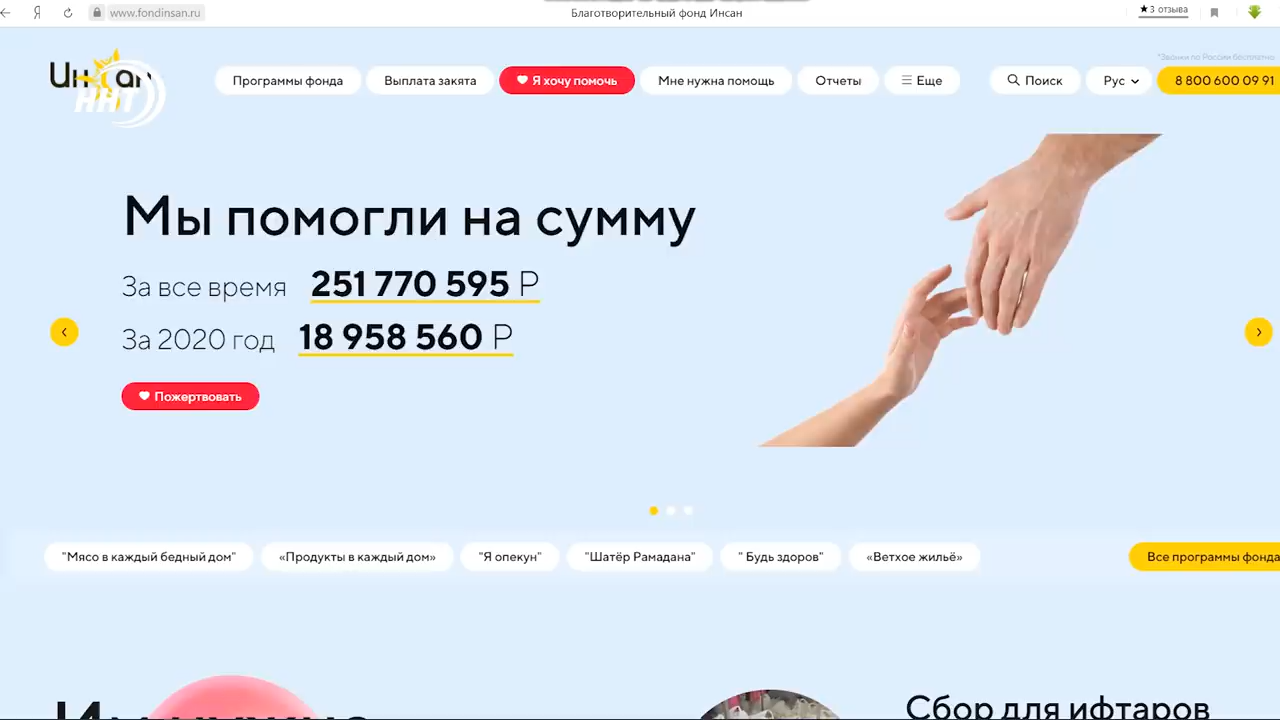 www.fondinsan.ru
Благотворительный фонд Инсан
3 отзыва
*Звонки по России бесплатно
Инсан
ННТ
Программы фонда
Выплата закята
Я хочу помочь
Мне нужна помощь
Отчеты
Еще
Поиск
Рус
8 800 600 09 91
Мы помогли на сумму
За все время 251 770 595 Р
За 2020 год 18 958 560 Р
Пожертвовать
"Мясо в каждый бедный дом"
«Продукты в каждый дом»
"Я опекун"
"Шатёр Рамадана"
" Будь здоров"
«Ветхое жильё»
Все программы фонда
Сбор для ифтаров